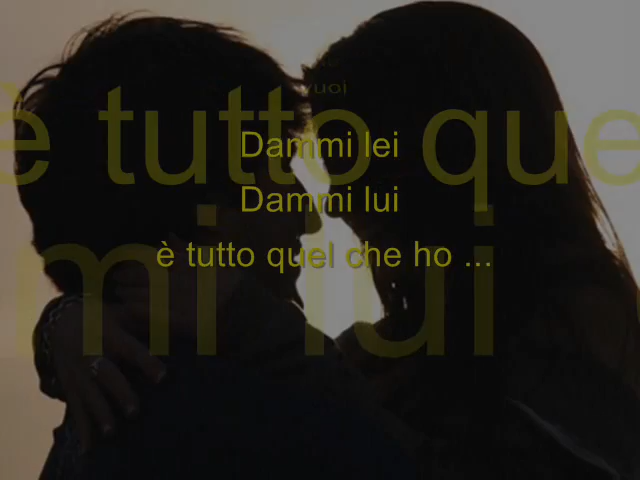 vuoi
è tutto que
Dammi lei
Dammi lui
mi lui
è tutto quel che ho ...